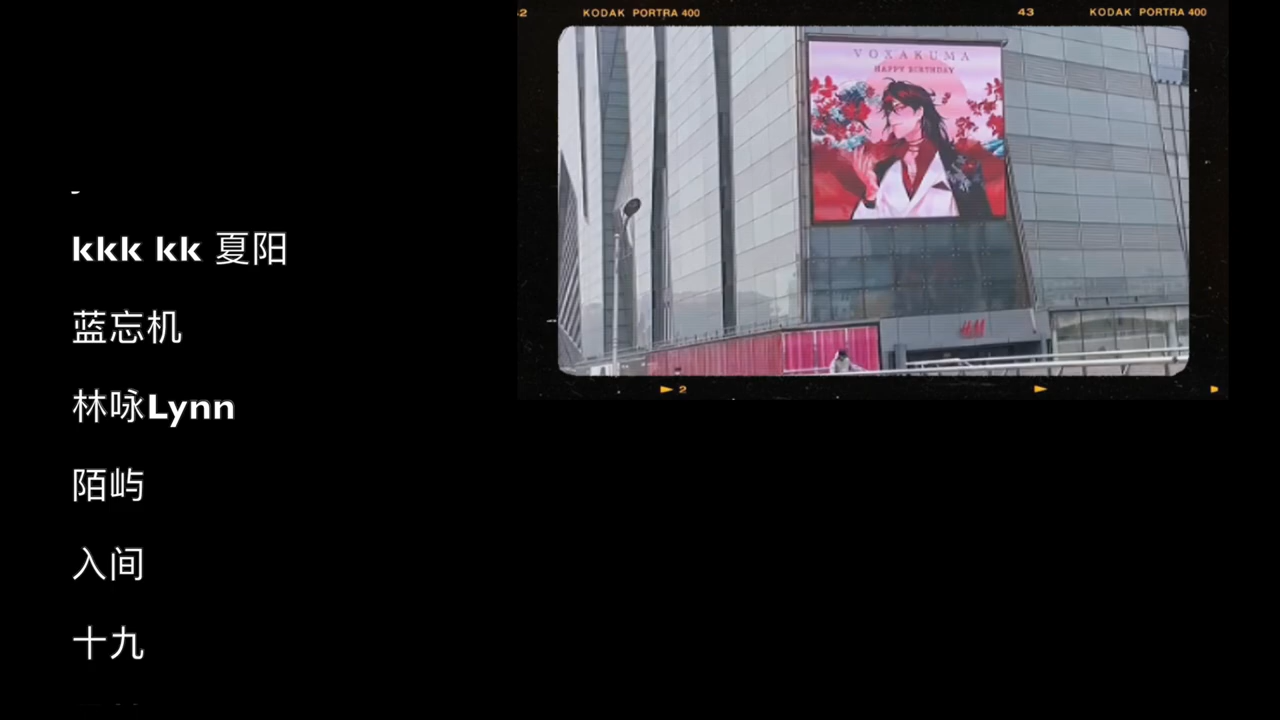 KODAK PORTRA 400
43
KODAK PORTRA 400
VOXAKUMA
HAPPY BIRTHDAY
H&M
2
kkk kk 夏阳
蓝忘机
林咏Lynn
陌屿
入间
十九